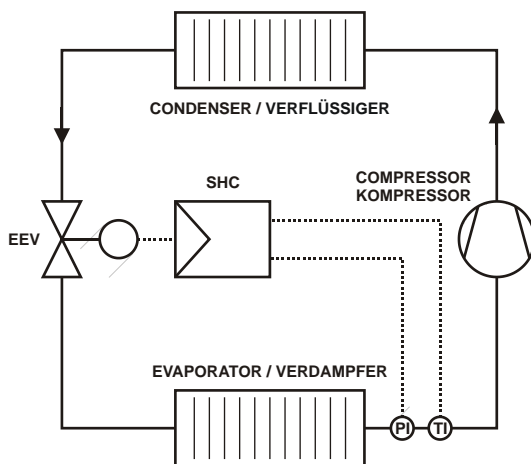 CONDENSER / VERFLÜSSIGER
COMPRESSOR
KOMPRESSOR
SHC
EEV
EVAPORATOR / VERDAMPFER
PI
TI